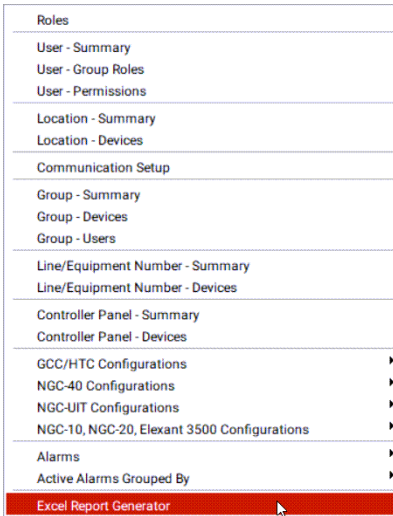 Roles
User - Summary
User - Group Roles
User - Permissions
Location - Summary
Location - Devices
Communication Setup
Group - Summary
Group - Devices
Group - Users
Line/Equipment Number - Summary
Line/Equipment Number - Devices
Controller Panel - Summary
Controller Panel - Devices
GCC/HTC Configurations
NGC-40 Configurations
NGC-UIT Configurations
NGC-10, NGC-20, Elexant 3500 Configurations
Alarms
Active Alarms Grouped By
Excel Report Generator